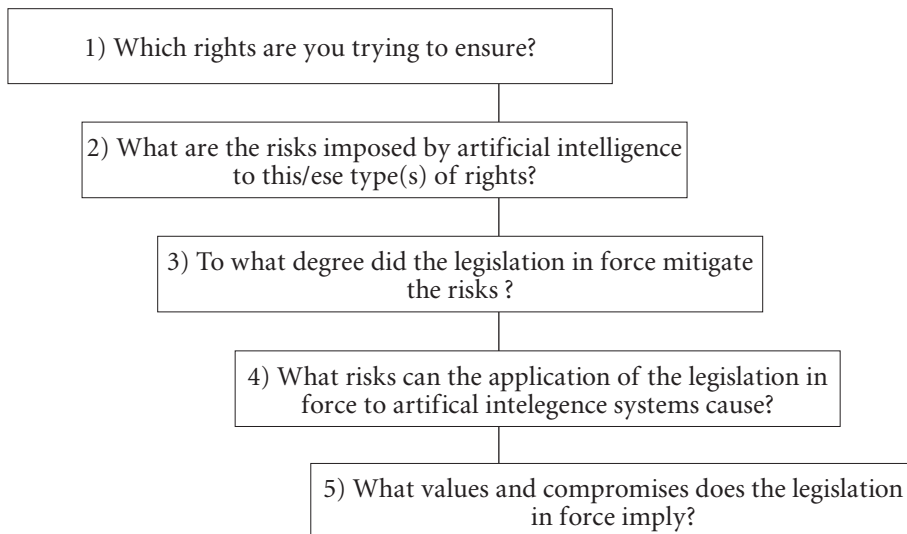 1) Which rights are you trying to ensure?
2) What are the risks imposed by artificial intelligence
to this/ese type(s) of rights?
3) To what degree did the legislation in force mitigate
the risks ?
4) What risks can the application of the legislation in
force to artifical intelegence systems cause?
5) What values and compromises does the legislation
in force imply?